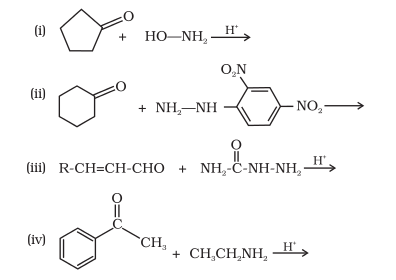 (i) O + HO—NH₂ H⁺
O₂N
(ii) O + NH₂—NH NO₂
O
(iii) R-CH=CH-CHO + NH₂-C-NH-NH₂ H⁺
O
C
(iv) CH₃ + CH₃CH₂NH₂ H⁺